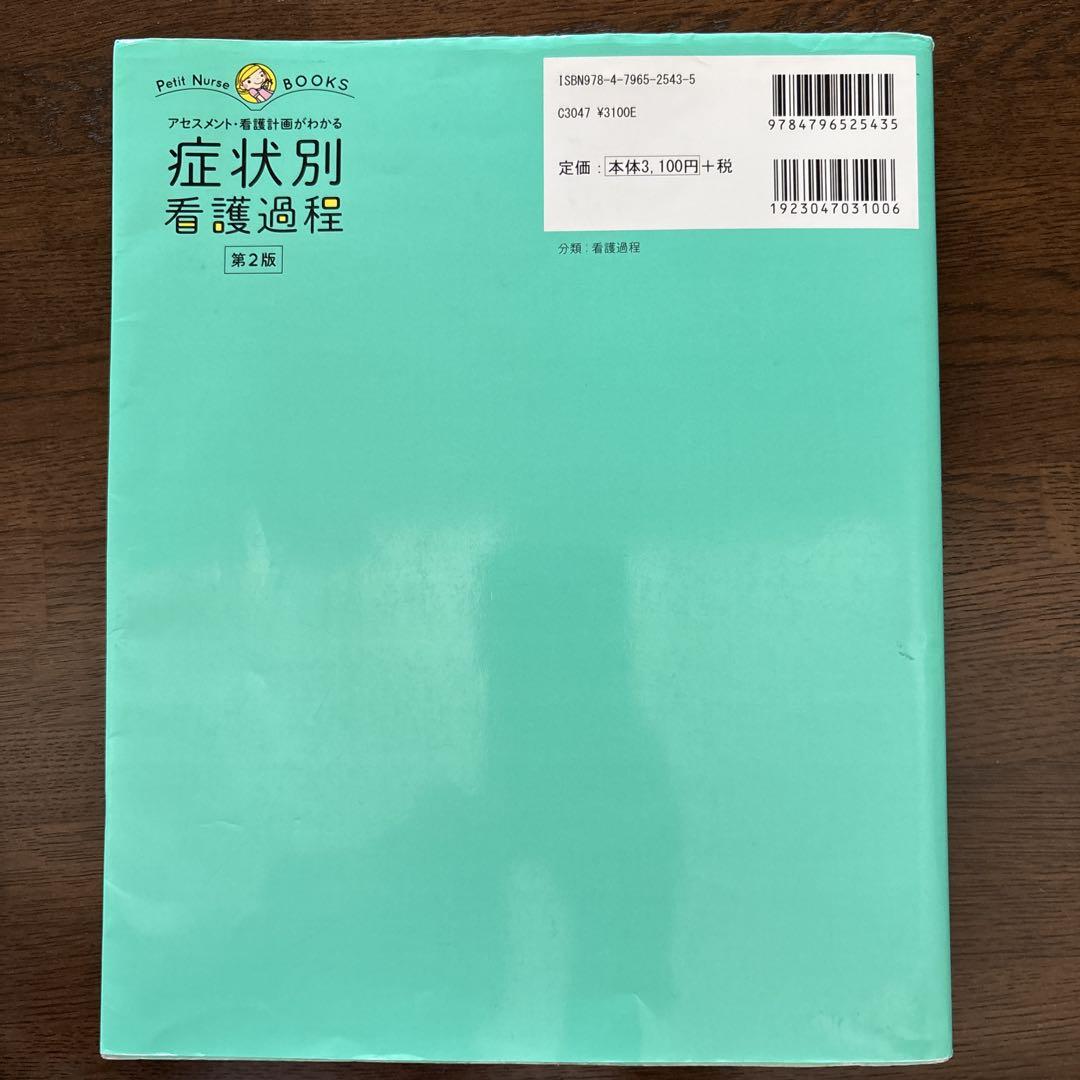 Petit Nurse BOOKS
アセスメント・看護計画がわかる
症状別
看護過程
第2版
ISBN978-4-7965-2543-5
C3047 ¥3100E
定価：本体3,100円＋税
9784796525435
1923047031006
分類：看護過程